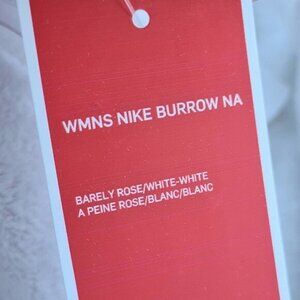 WMNS NIKE BURROW NA
BARELY ROSE/WHITE-WHITE
A PEINE ROSE/BLANC/BLANC